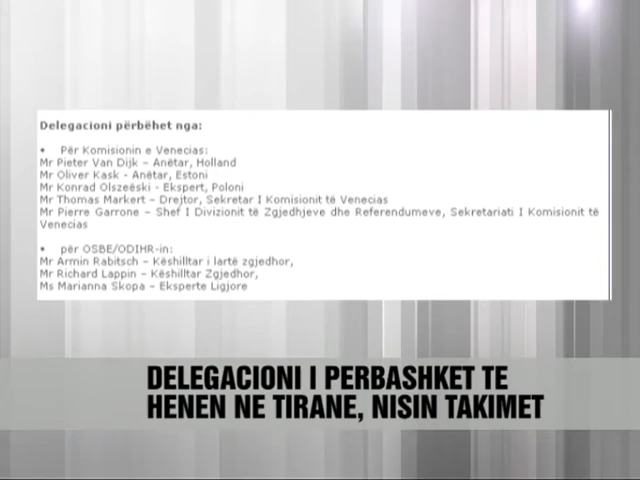 Delegacioni përbëhet nga:
• Për Komisionin e Venecias:
Mr Pieter Van Dijk – Anëtar, Holland
Mr Oliver Kask - Anëtar, Estoni
Mr Konrad Olszeëski - Ekspert, Poloni
Mr Thomas Markert – Drejtor, Sekretar I Komisionit të Venecias
Mr Pierre Garrone – Shef I Divizionit të Zgjedhjeve dhe Referendumeve, Sekretariati I Komisionit të
Venecias
• për OSBE/ODIHR-in:
Mr Armin Rabitsch – Këshilltar i lartë zgjedhor,
Mr Richard Lappin – Këshilltar Zgjedhor,
Ms Marianna Skopa – Eksperte Ligjore
DELEGACIONI I PERBASHKET TE
HENEN NE TIRANE, NISIN TAKIMET